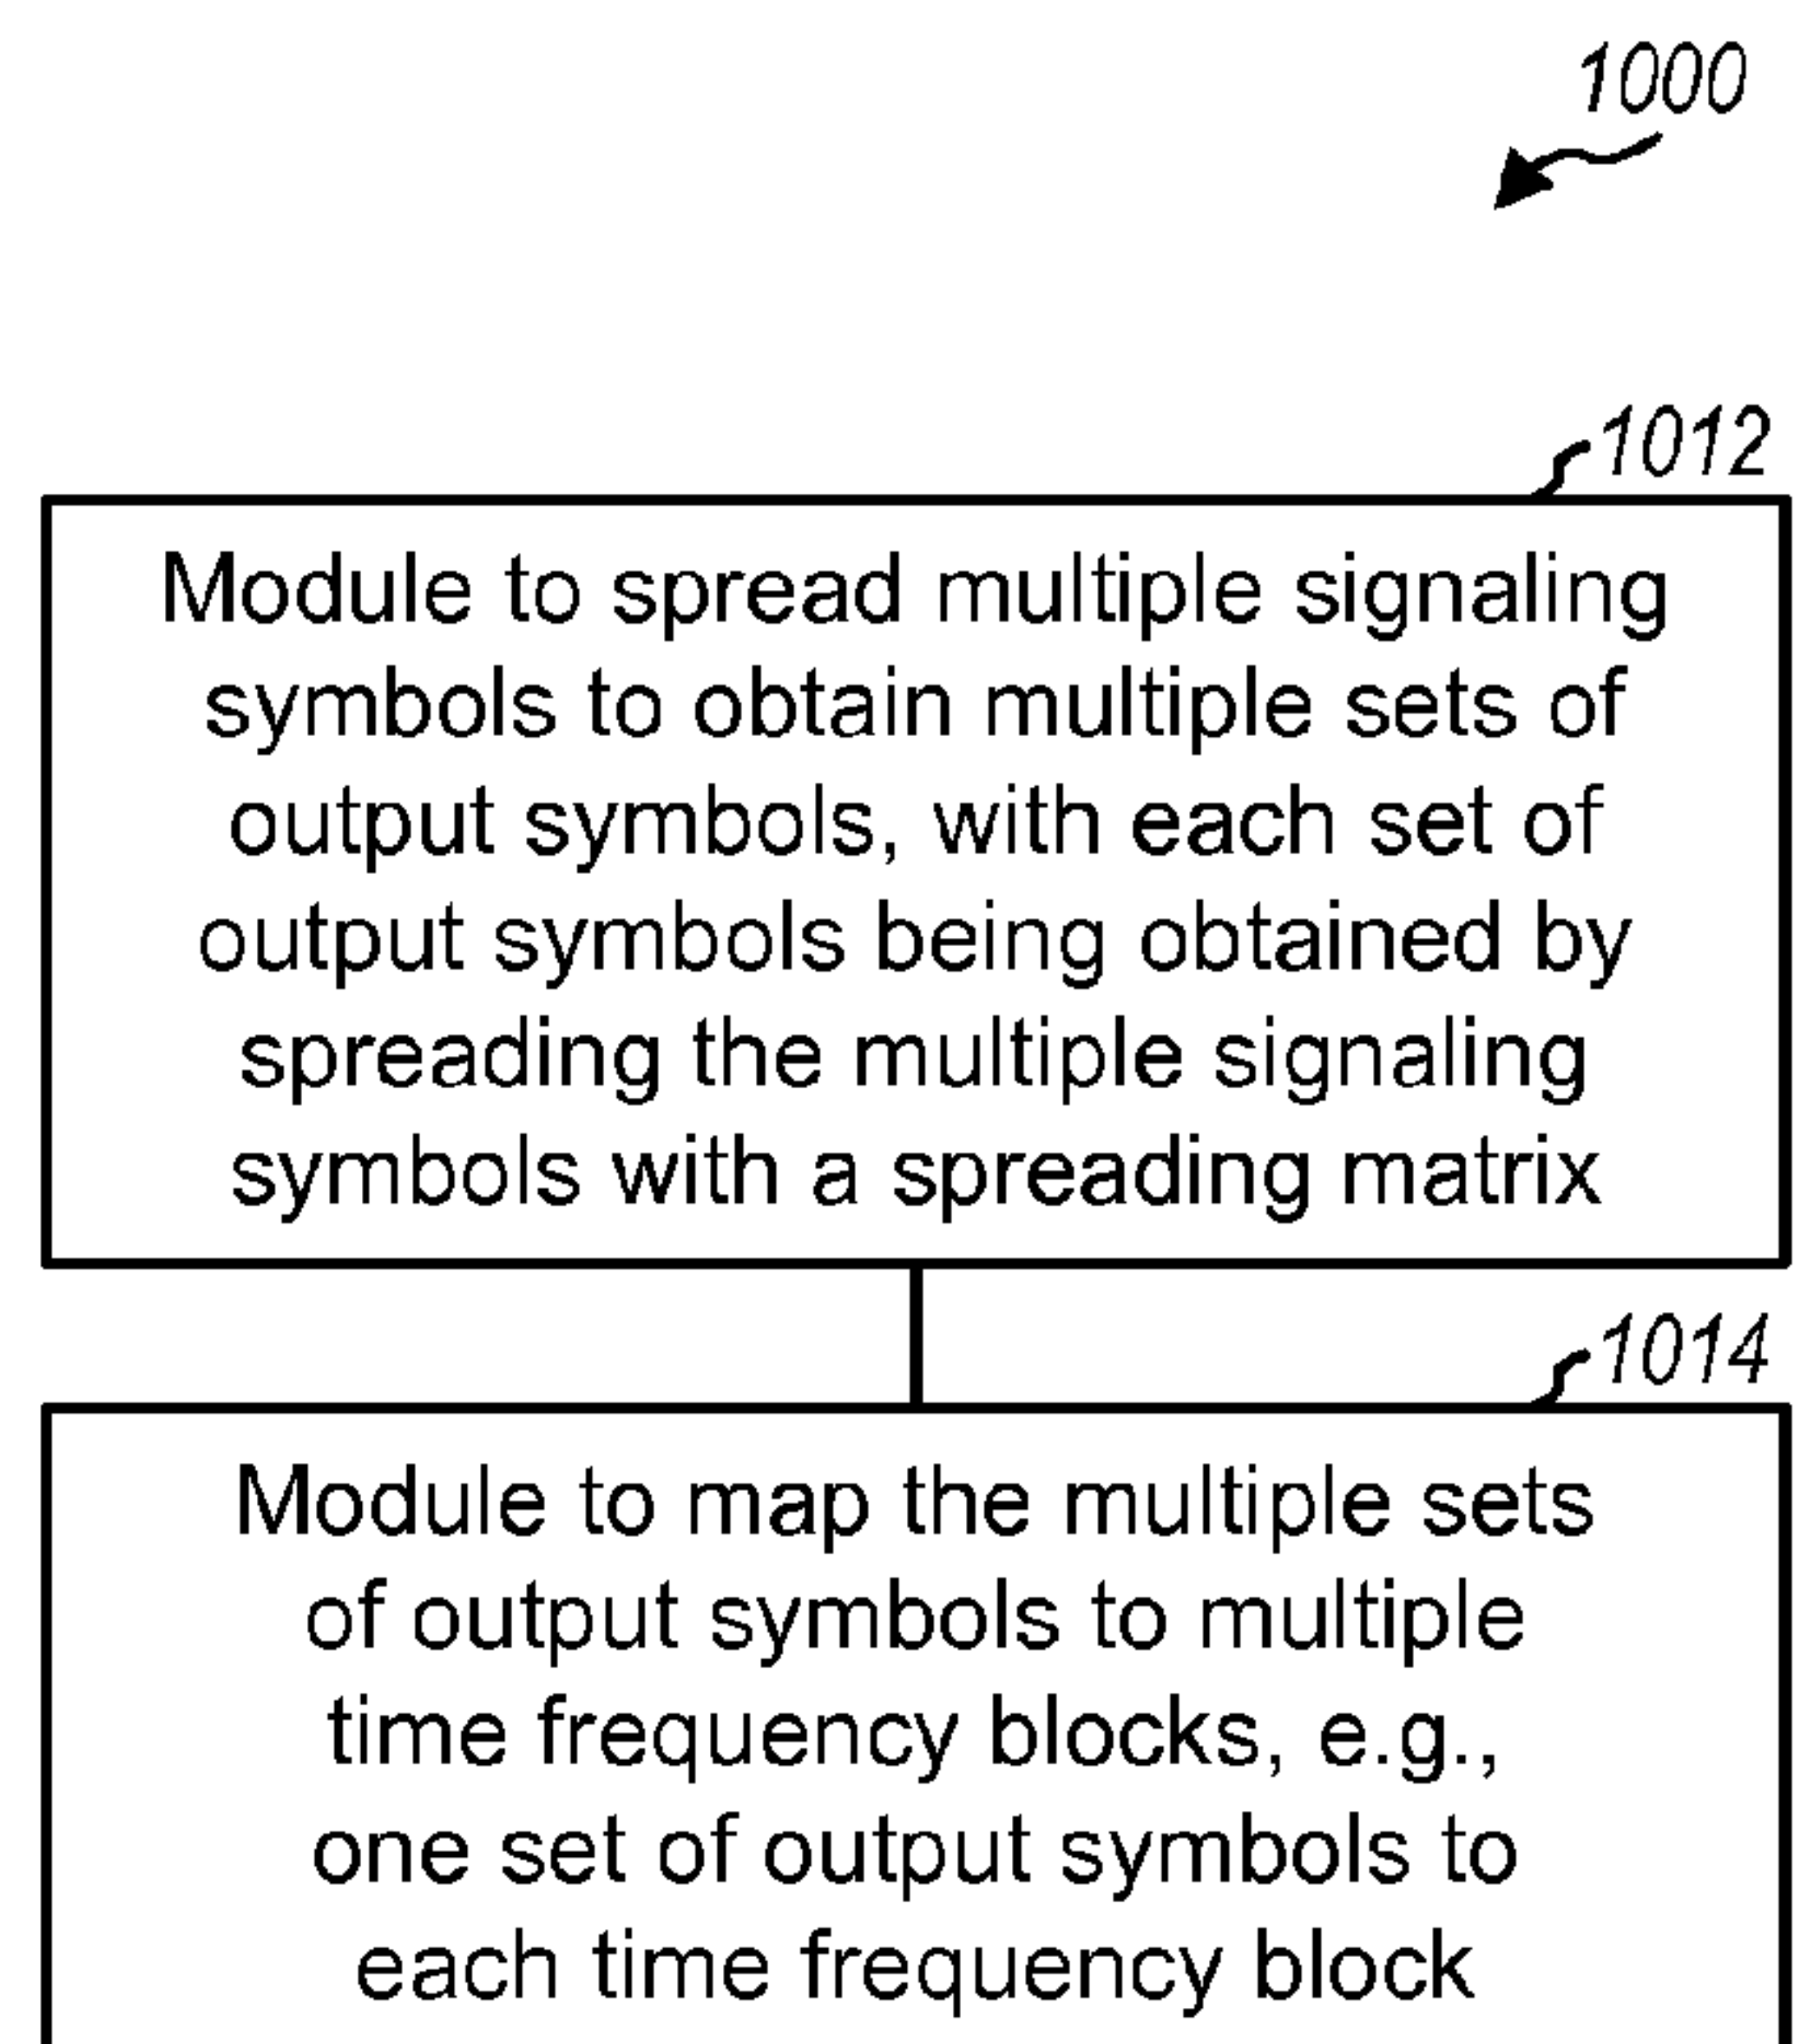 1000
1012
Module to spread multiple signaling
symbols to obtain multiple sets of
output symbols, with each set of
output symbols being obtained by
spreading the multiple signaling
symbols with a spreading matrix
1014
Module to map the multiple sets
of output symbols to multiple
time frequency blocks, e.g.,
one set of output symbols to
each time frequency block